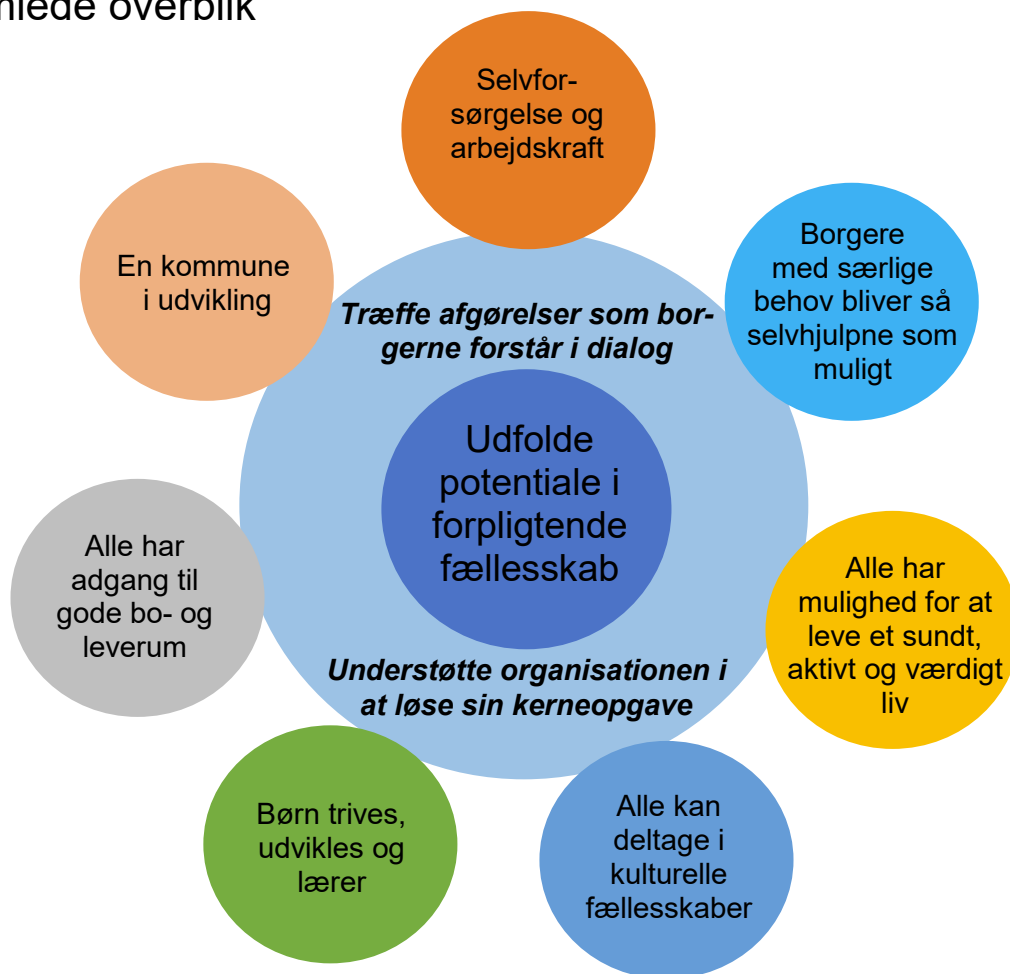 overblik
Selvfor-
sørgelse og
arbejdskraft
Borgere
med særlige
behov bliver så
selvhjulpne som
muligt
Alle har
mulighed for at
leve et sundt,
aktivt og værdigt
liv
Alle kan
deltage i
kulturelle
fællesskaber
Børn trives,
udvikles og
lærer
Alle har
adgang til
gode bo- og
leverum
En kommune
i udvikling
Træffe afgørelser som bor-
gerne forstår i dialog
Udfolde
potentiale i
forpligtende
fællesskab
Understøtte organisationen i
at løse sin kerneopgave